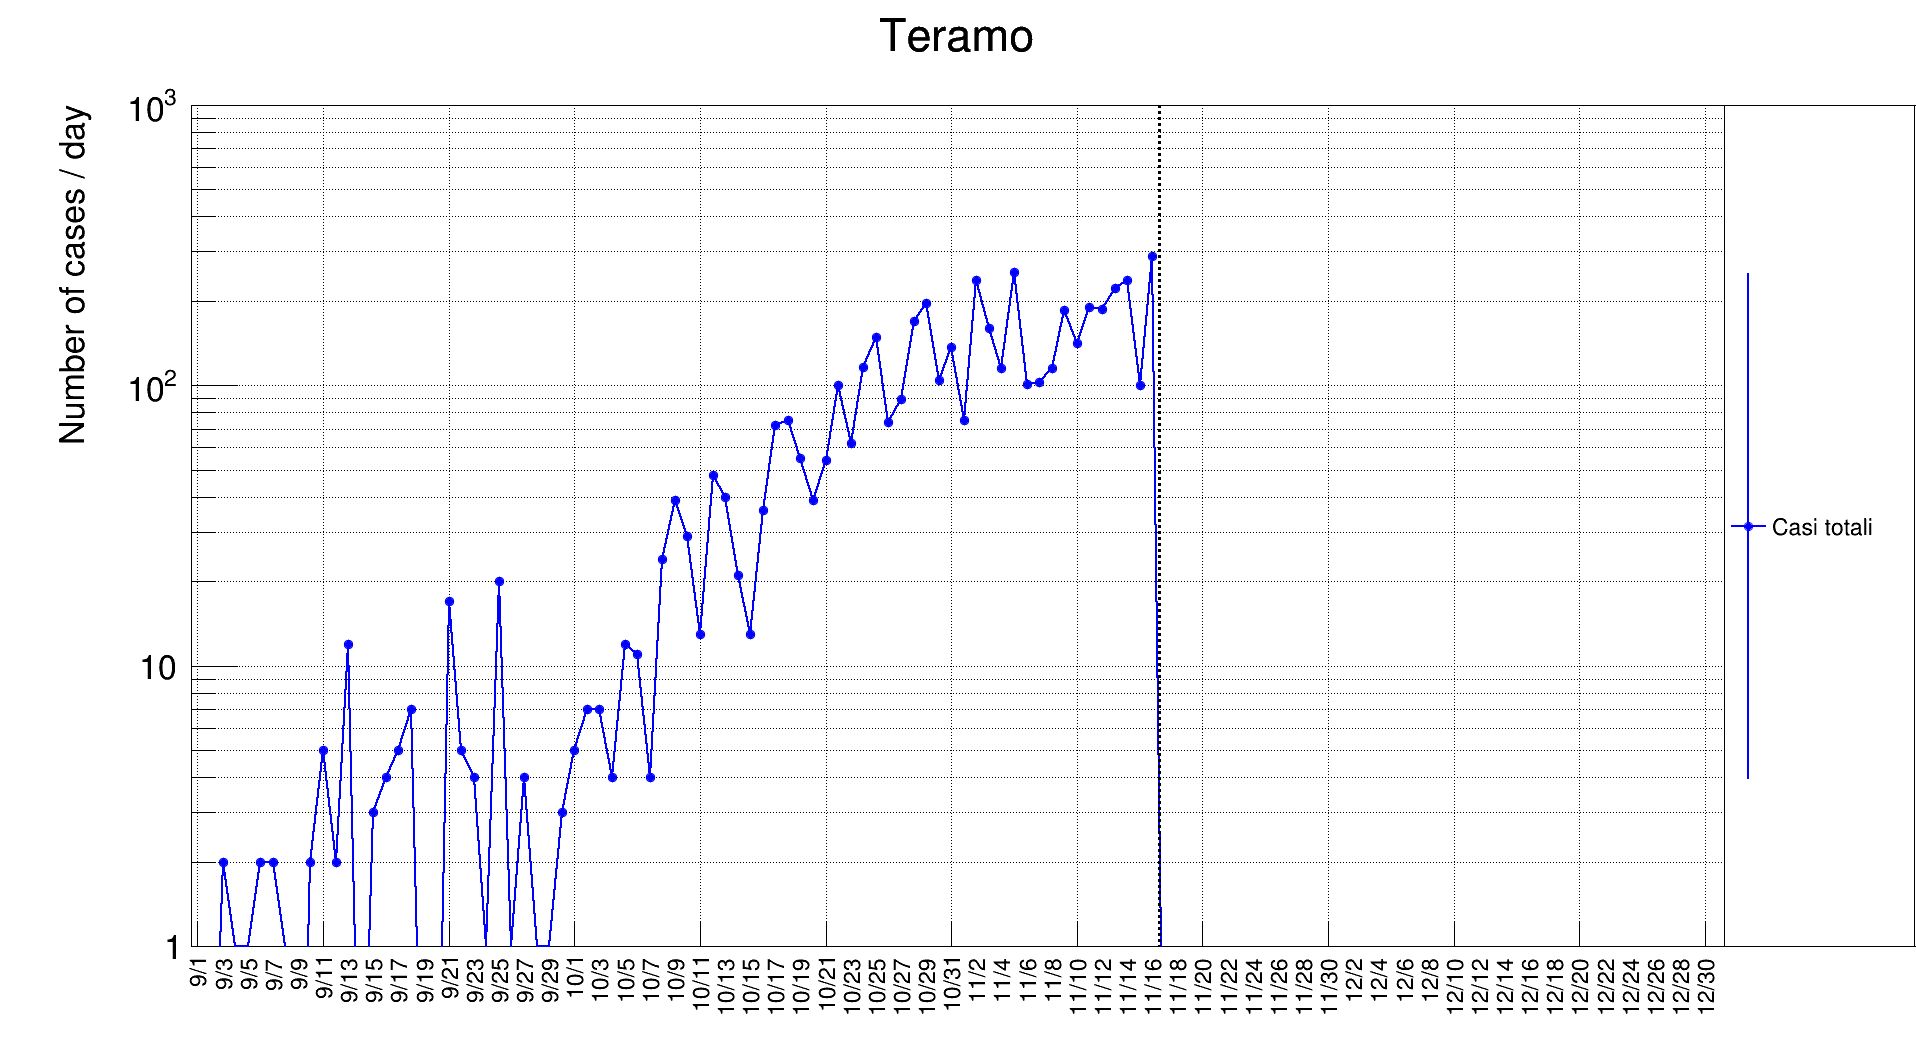 Teramo
Number of cases / day
10³
10²
10
1
9/1 9/3 9/5 9/7 9/9 9/11 9/13 9/15 9/17 9/19 9/21 9/23 9/25 9/27 9/29 10/1 10/3 10/5 10/7 10/9 10/11 10/13 10/15 10/17 10/19 10/21 10/23 10/25 10/27 10/29 10/31 11/2 11/4 11/6 11/8 11/10 11/12 11/14 11/16 11/18 11/20 11/22 11/24 11/26 11/28 11/30 12/2 12/4 12/6 12/8 12/10 12/12 12/14 12/16 12/18 12/20 12/22 12/24 12/26 12/28 12/30
Casi totali